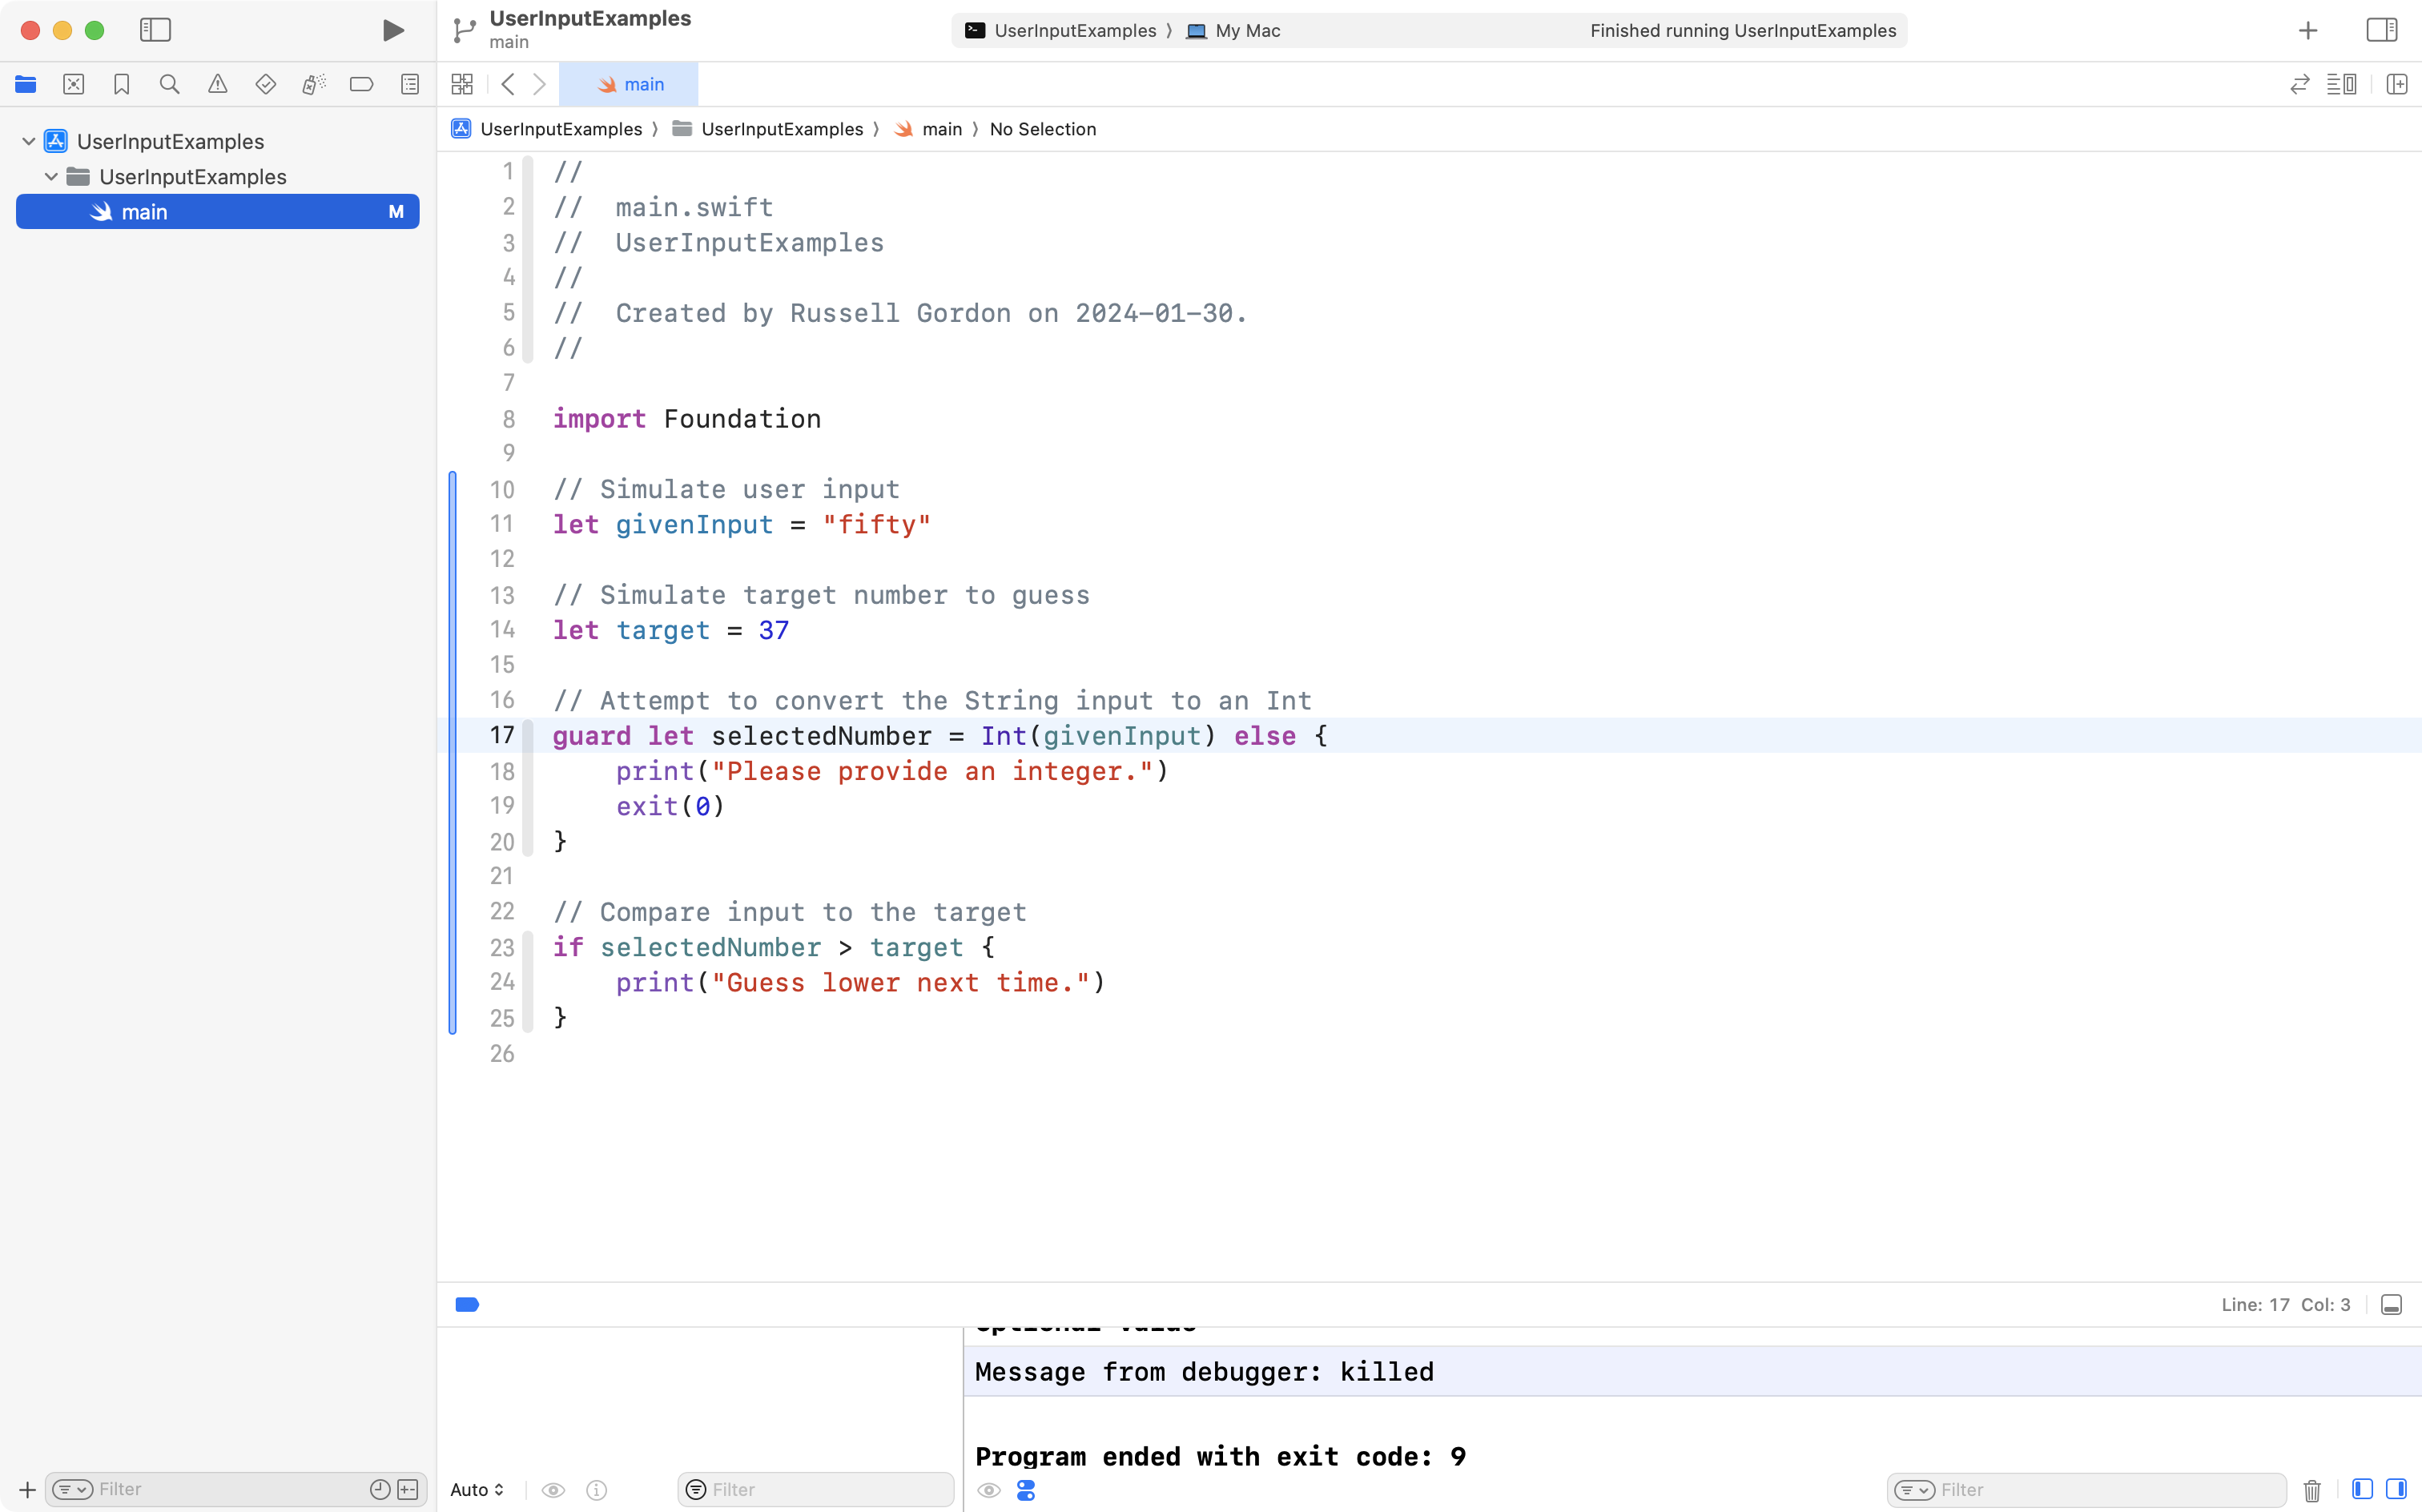 UserInputExamples
main
UserInputExamples ⟩ My Mac
Finished running UserInputExamples
main
UserInputExamples ⟩ UserInputExamples ⟩ main ⟩ No Selection
UserInputExamples
UserInputExamples
main M
1 //
2 //  main.swift
3 //  UserInputExamples
4 //
5 //  Created by Russell Gordon on 2024-01-30.
6 //
7
8 import Foundation
9
10 // Simulate user input
11 let givenInput = "fifty"
12
13 // Simulate target number to guess
14 let target = 37
15
16 // Attempt to convert the String input to an Int
17 guard let selectedNumber = Int(givenInput) else {
18     print("Please provide an integer.")
19     exit(0)
20 }
21
22 // Compare input to the target
23 if selectedNumber > target {
24     print("Guess lower next time.")
25 }
26
Line: 17 Col: 3
Message from debugger: killed
Program ended with exit code: 9
Filter
Auto
Filter
Filter